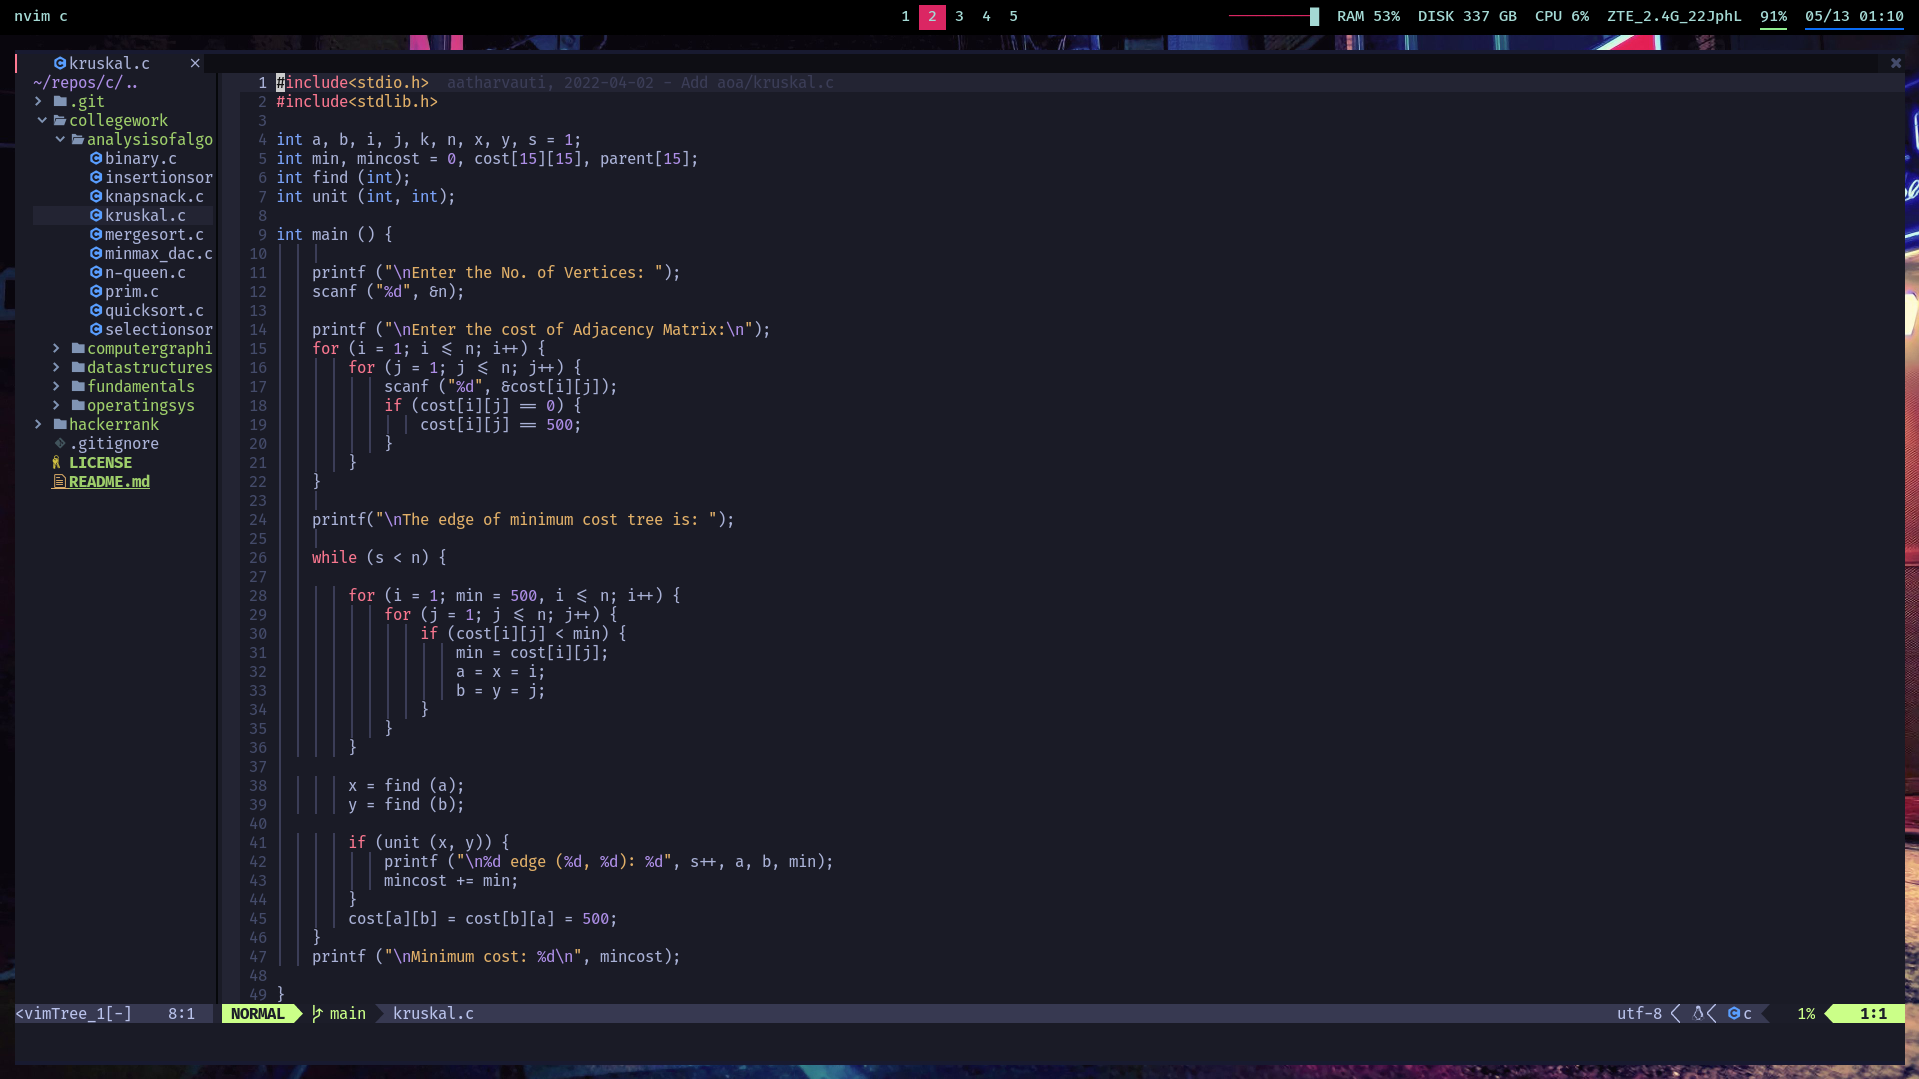 nvim c
1 2 3 4 5
RAM 53% DISK 337 GB CPU 6% ZTE_2.4G_22JphL 91% 05/13 01:10
kruskal.c ×
~/repos/c/..
.git
collegework
analysisofalgo
binary.c
insertionsor
knapsnack.c
kruskal.c
mergesort.c
minmax_dac.c
n-queen.c
prim.c
quicksort.c
selectionsor
computergraphi
datastructures
fundamentals
operatingsys
hackerrank
.gitignore
LICENSE
README.md
1 #include<stdio.h> aatharvauti, 2022-04-02 - Add aoa/kruskal.c
2 #include<stdlib.h>
3
4 int a, b, i, j, k, n, x, y, s = 1;
5 int min, mincost = 0, cost[15][15], parent[15];
6 int find (int);
7 int unit (int, int);
8
9 int main () {
10
11 printf ("\nEnter the No. of Vertices: ");
12 scanf ("%d", &n);
13
14 printf ("\nEnter the cost of Adjacency Matrix:\n");
15 for (i = 1; i <= n; i++) {
16 for (j = 1; j <= n; j++) {
17 scanf ("%d", &cost[i][j]);
18 if (cost[i][j] == 0) {
19 cost[i][j] == 500;
20 }
21 }
22 }
23
24 printf("\nThe edge of minimum cost tree is: ");
25
26 while (s < n) {
27
28 for (i = 1; min = 500, i <= n; i++) {
29 for (j = 1; j <= n; j++) {
30 if (cost[i][j] < min) {
31 min = cost[i][j];
32 a = x = i;
33 b = y = j;
34 }
35 }
36 }
37
38 x = find (a);
39 y = find (b);
40
41 if (unit (x, y)) {
42 printf ("\n%d edge (%d, %d): %d", s++, a, b, min);
43 mincost += min;
44 }
45 cost[a][b] = cost[b][a] = 500;
46 }
47 printf ("\nMinimum cost: %d\n", mincost);
48
49 }
<vimTree_1[-] 8:1 NORMAL main kruskal.c utf-8 c 1% 1:1